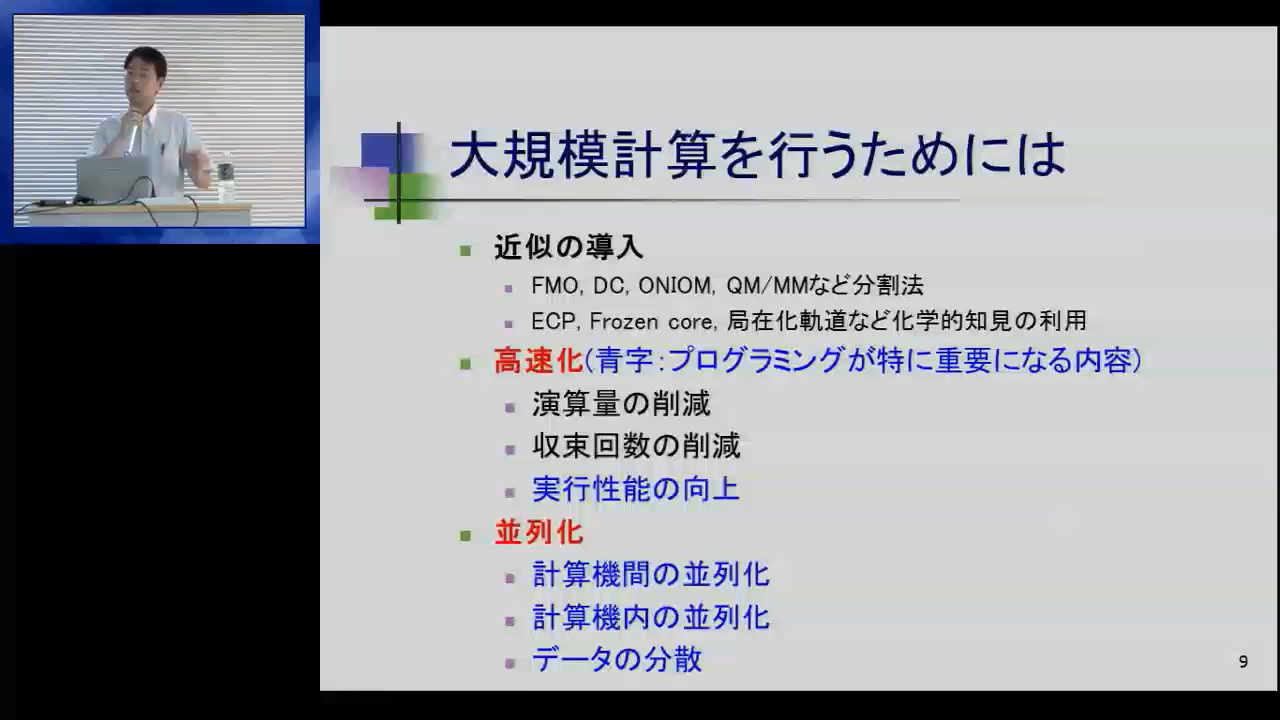 大規模計算を行うためには
近似の導入
FMO, DC, ONIOM, QM/MMなど分割法
ECP, Frozen core, 局在化軌道など化学的知見の利用
高速化(青字：プログラミングが特に重要になる内容)
演算量の削減
収束回数の削減
実行性能の向上
並列化
計算機間の並列化
計算機内の並列化
データの分散
9